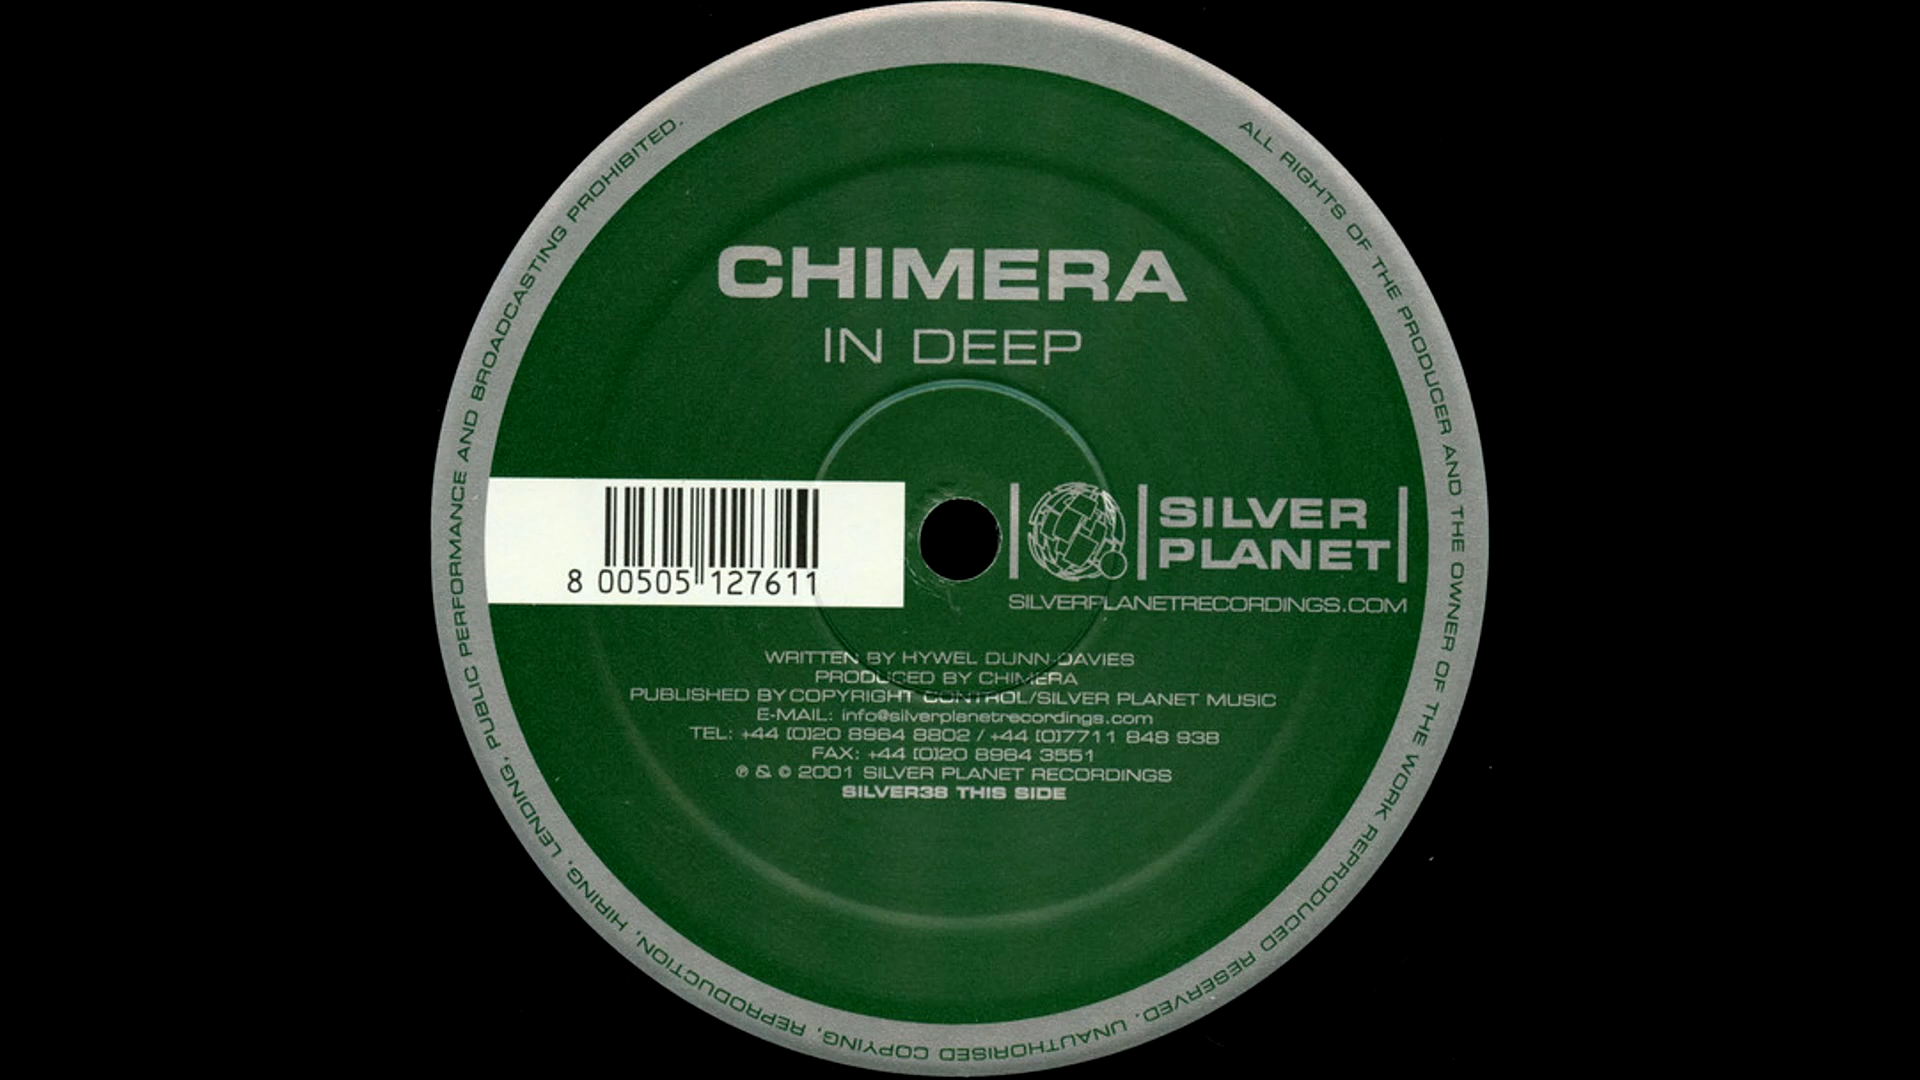 CHIMERA
IN DEEP
8 00505 127611
SILVER
PLANET
SILVERPLANETRECORDINGS.COM
WRITTEN BY HYWEL DUNN-DAVIES
PRODUCED BY CHIMERA
PUBLISHED BY COPYRIGHT CONTROL/SILVER PLANET MUSIC
E-MAIL: info@silverplanetrecordings.com
TEL: +44 (0)20 8964 8802 / +44 (0)7711 848 938
FAX: +44 (0)20 8964 3551
℗ & © 2001 SILVER PLANET RECORDINGS
SILVER38 THIS SIDE
ALL RIGHTS OF THE PRODUCER AND THE OWNER OF THE WORK REPRODUCED RESERVED. UNAUTHORISED COPYING, REPRODUCTION, HIRING, LENDING, PUBLIC PERFORMANCE AND BROADCASTING PROHIBITED.